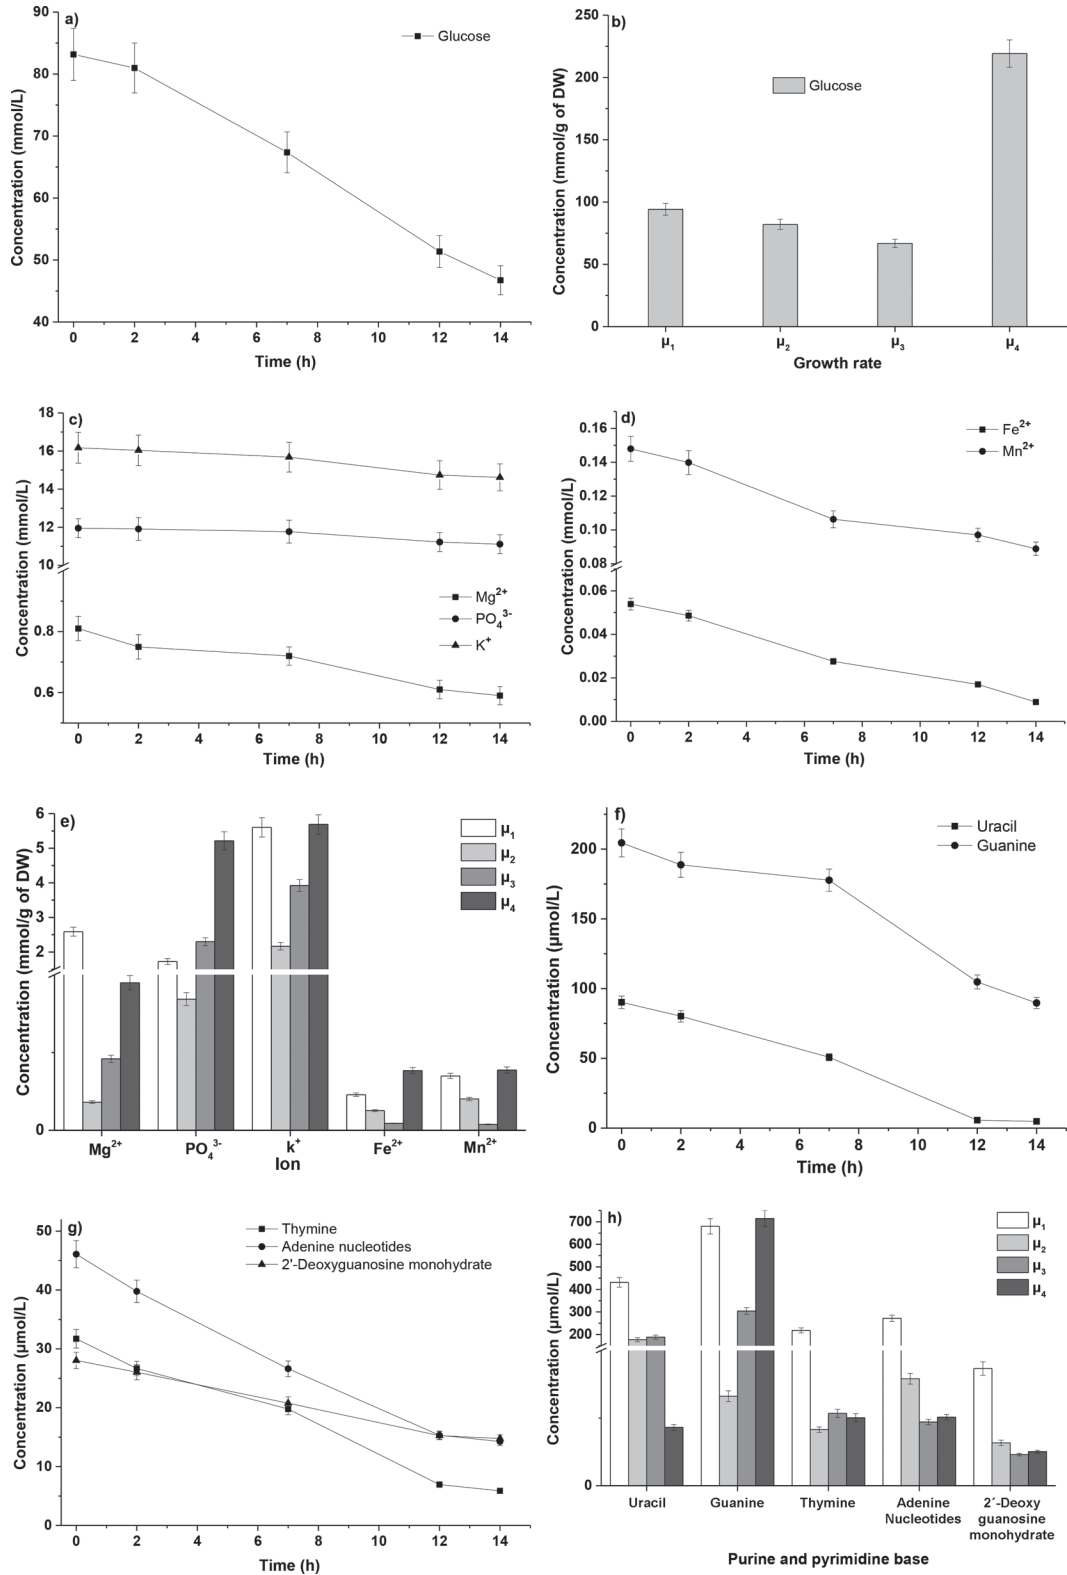 a)
Glucose
90
80
70
60
50
40
Concentration (mmol/L)
0 2 4 6 8 10 12 14
Time (h)
b)
Glucose
250
200
150
100
50
0
Concentration (mmol/g of DW)
μ1 μ2 μ3 μ4
Growth rate
c)
18
16
14
12
10
0.8
0.6
Concentration (mmol/L)
Mg2+
PO43-
K+
0 2 4 6 8 10 12 14
Time (h)
d)
Fe2+
Mn2+
0.16
0.14
0.12
0.10
0.08
0.06
0.04
0.02
0.00
Concentration (mmol/L)
0 2 4 6 8 10 12 14
Time (h)
e)
6
5
4
3
2
0
Concentration (mmol/g of DW)
μ1
μ2
μ3
μ4
Mg2+ PO43- k+ Fe2+ Mn2+
Ion
f)
Uracil
Guanine
200
150
100
50
0
Concentration (μmol/L)
0 2 4 6 8 10 12 14
Time (h)
g)
Thymine
Adenine nucleotides
2'-Deoxyguanosine monohydrate
50
40
30
20
10
0
Concentration (μmol/L)
0 2 4 6 8 10 12 14
Time (h)
h)
μ1
μ2
μ3
μ4
700
600
500
400
300
200
0
Concentration (μmol/L)
Uracil Guanine Thymine Adenine 2´-Deoxy
Nucleotides guanosine
monohydrate
Purine and pyrimidine base